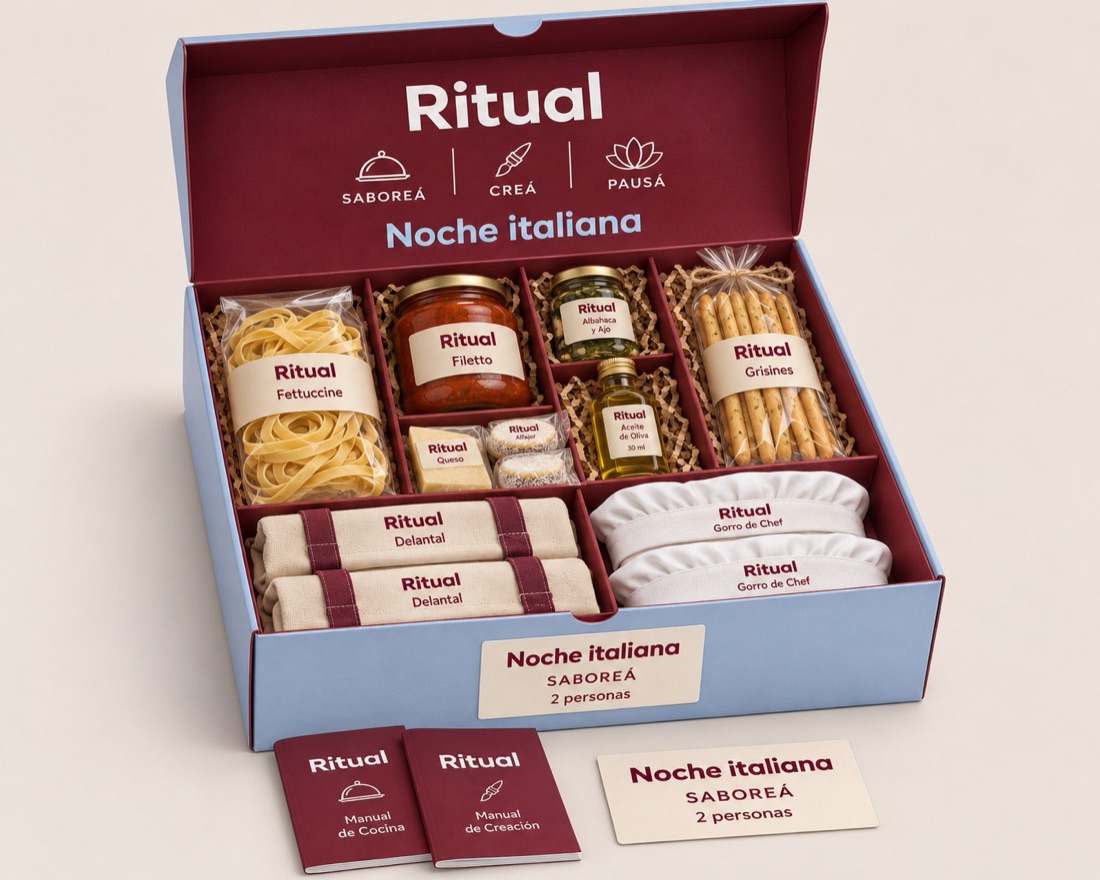 Ritual
SABOREÁ
CREÁ
PAUSÁ
Noche italiana
Ritual
Fettuccine
Ritual
Filetto
Ritual
Albahaca
y Ajo
Ritual
Grisines
Ritual
Queso
Ritual
Alfajor
Ritual
Aceite
de Oliva
30 ml
Ritual
Delantal
Ritual
Delantal
Ritual
Gorro de Chef
Ritual
Gorro de Chef
Noche italiana
SABOREÁ
2 personas
Ritual
Manual
de Cocina
Ritual
Manual
de Creación
Noche italiana
SABOREÁ
2 personas